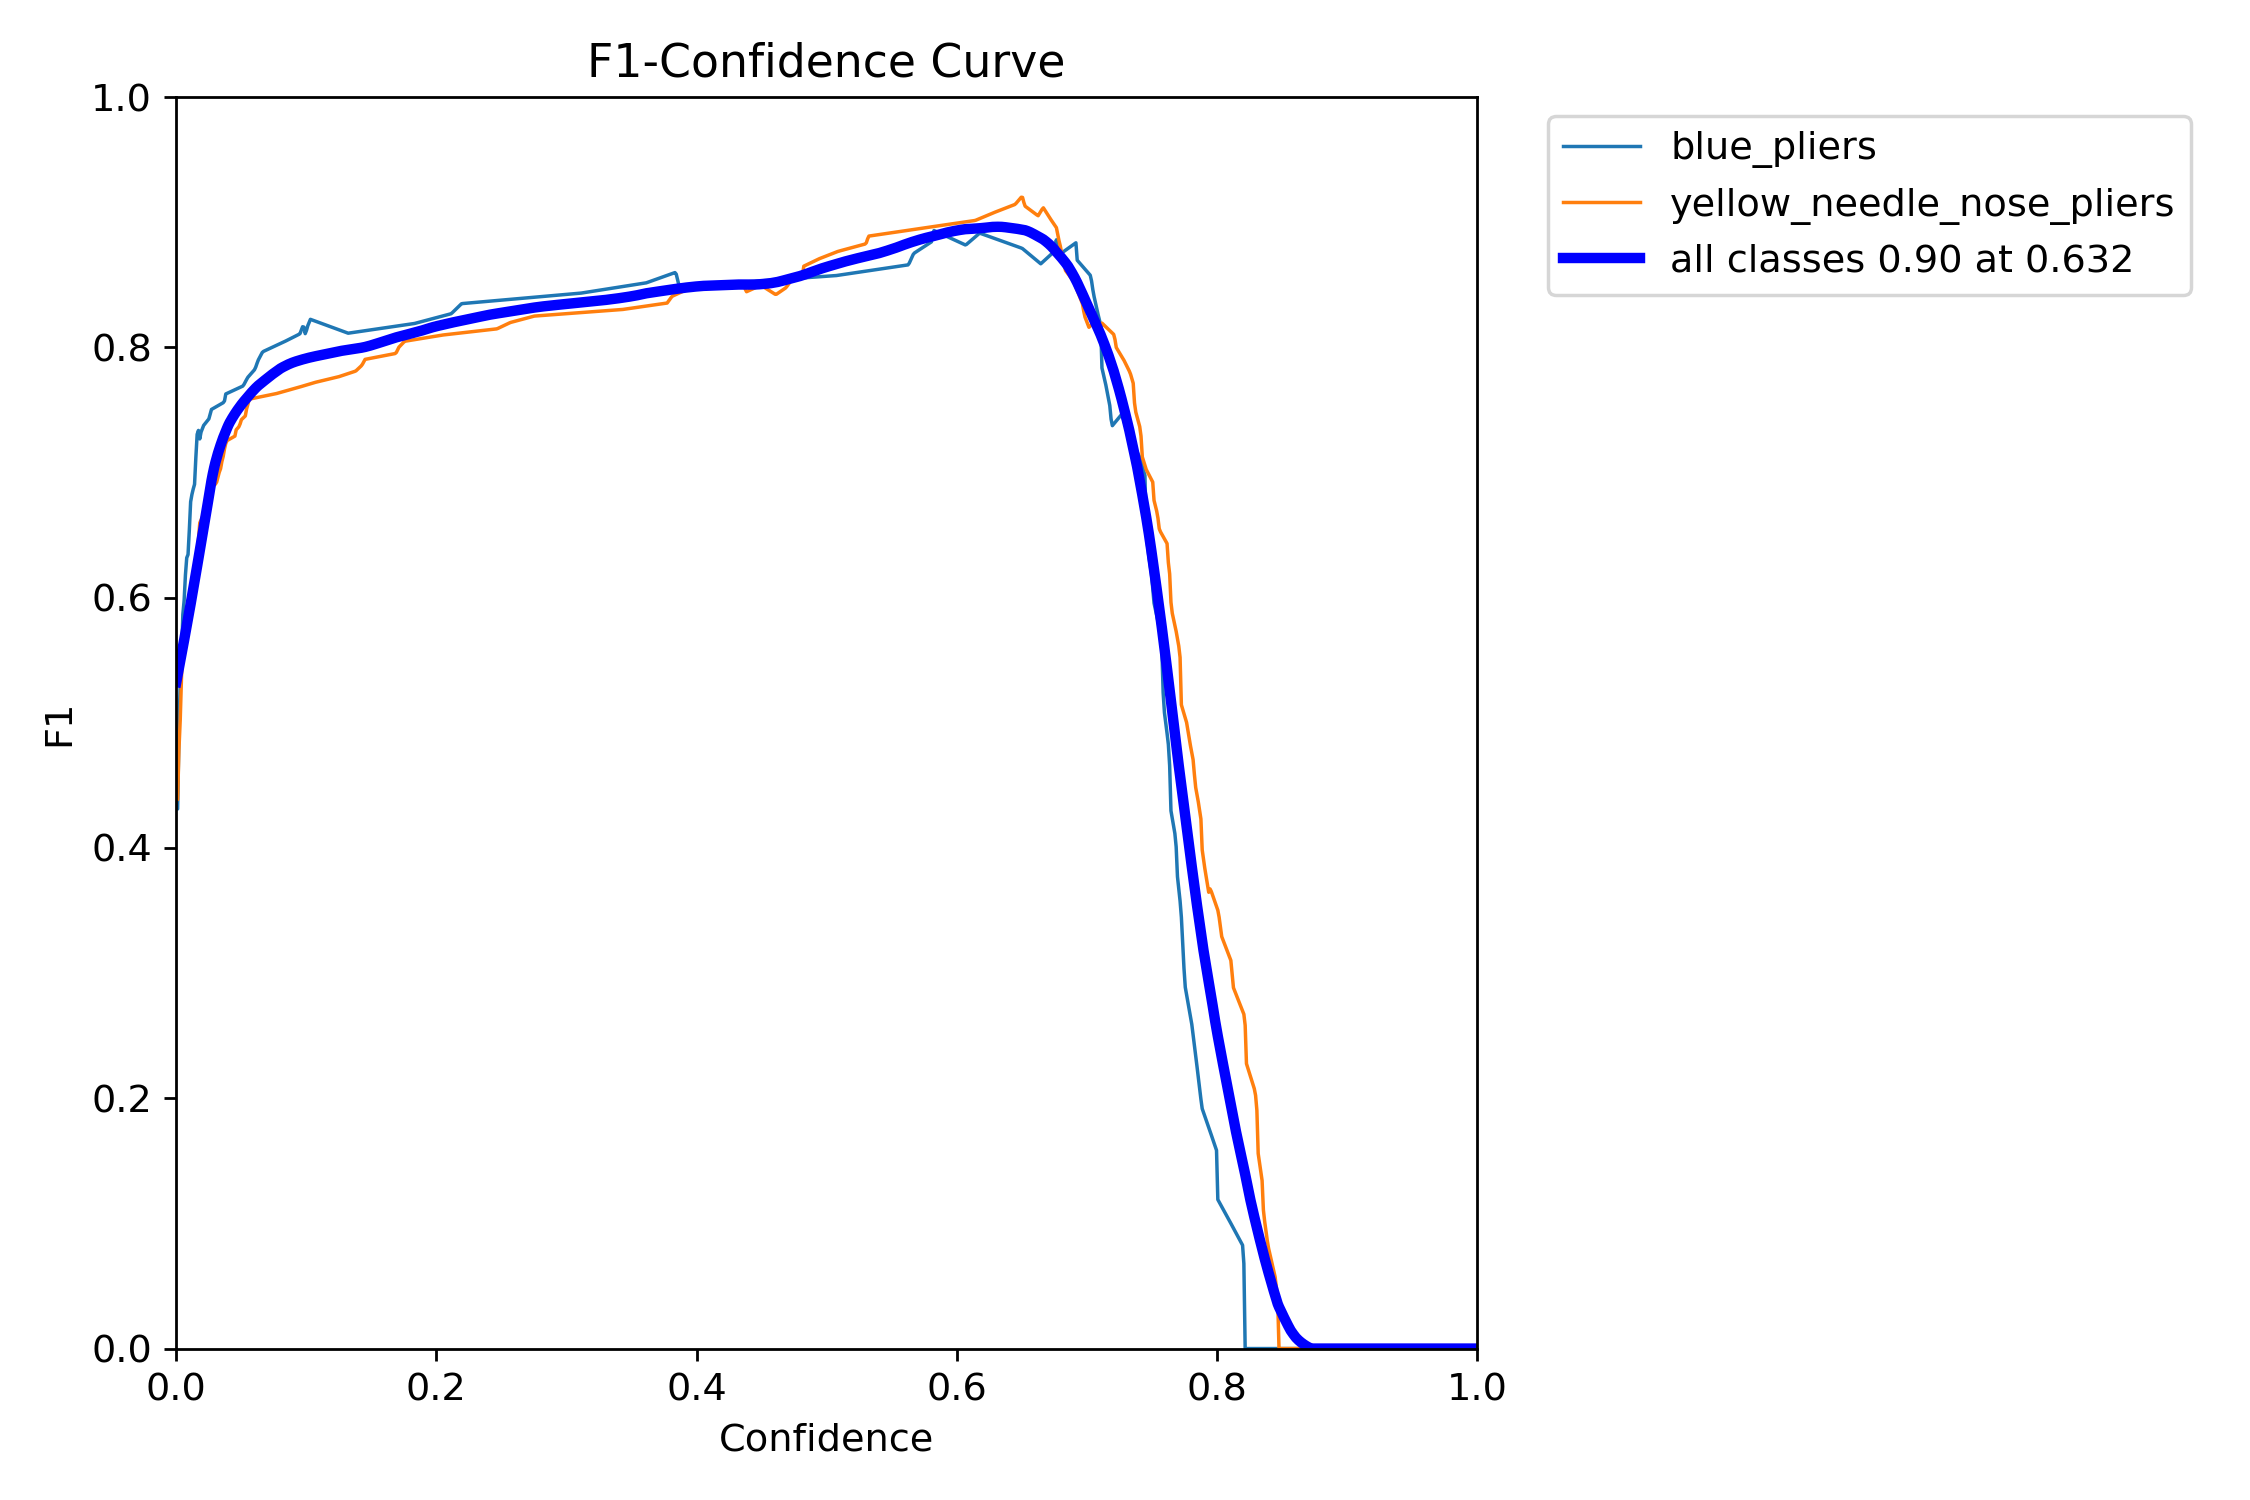 F1-Confidence Curve
1.0
0.8
0.6
0.4
0.2
0.0
F1
0.0 0.2 0.4 0.6 0.8 1.0
Confidence
blue_pliers
yellow_needle_nose_pliers
all classes 0.90 at 0.632